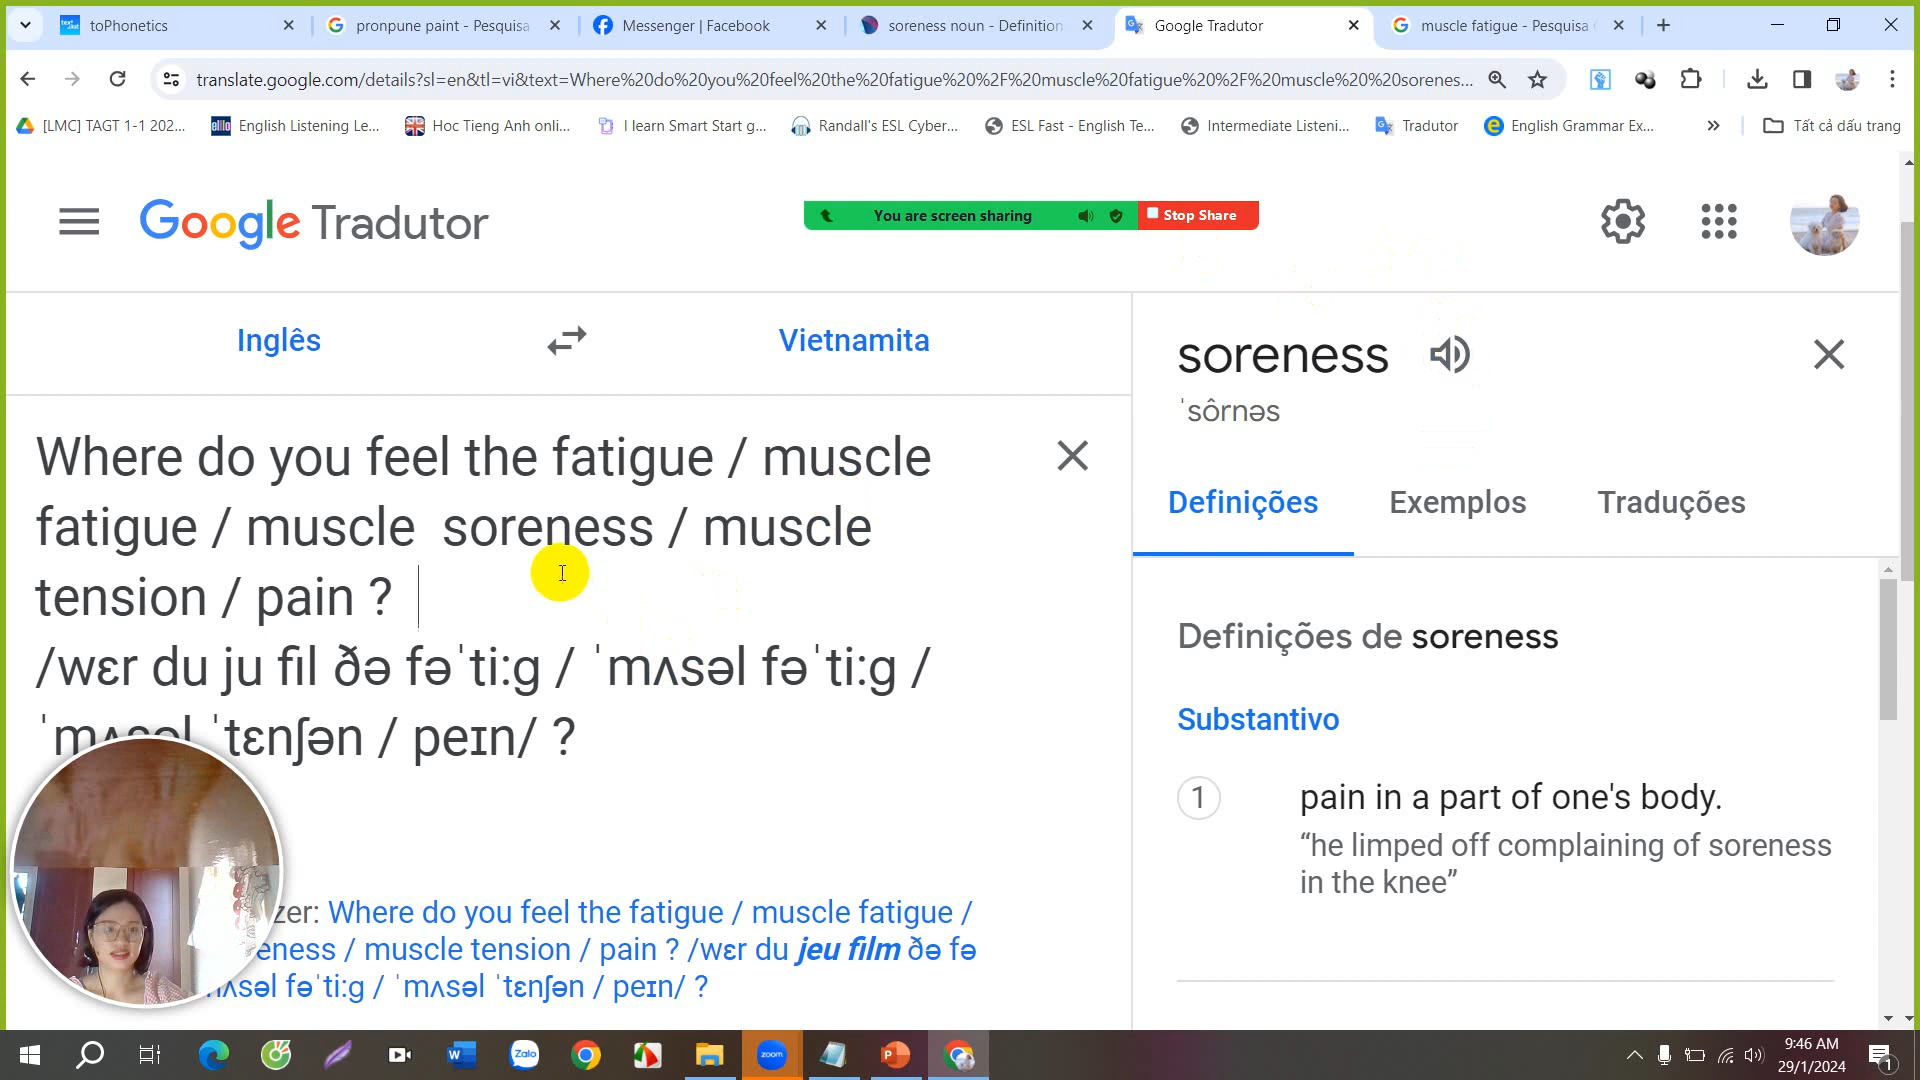 toPhonetics
pronpune paint - Pesquisa
Messenger | Facebook
soreness noun - Definition
Google Tradutor
muscle fatigue - Pesquisa
translate.google.com/details?sl=en&tl=vi&text=Where%20do%20you%20feel%20the%20fatigue%20%2F%20muscle%20fatigue%20%2F%20muscle%20%20sorenes...
[LMC] TAGT 1-1 202...
English Listening Le...
Hoc Tieng Anh onli...
I learn Smart Start g...
Randall's ESL Cyber...
ESL Fast - English Te...
Intermediate Listeni...
Tradutor
English Grammar Ex...
Tất cả dấu trang
Google Tradutor
You are screen sharing
Stop Share
Inglês
Vietnamita
Where do you feel the fatigue / muscle
fatigue / muscle  soreness / muscle
tension / pain ?
/wɛr du ju fil ðə fəˈti:g / ˈmʌsəl fəˈti:g /
ˈmʌsəl ˈtɛnʃən / peɪn/ ?
zer: Where do you feel the fatigue / muscle fatigue /
eness / muscle tension / pain ? /wɛr du jeu film ðə fə
ʌsəl fəˈti:g / ˈmʌsəl ˈtɛnʃən / peɪn/ ?
soreness
ˈsôrnəs
Definições
Exemplos
Traduções
Definições de soreness
Substantivo
1
pain in a part of one's body.
“he limped off complaining of soreness
in the knee”
Zalo
zoom
9:46 AM
29/1/2024
1